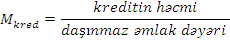 M_kred = kreditin həcmi / daşınmaz əmlak dəyəri